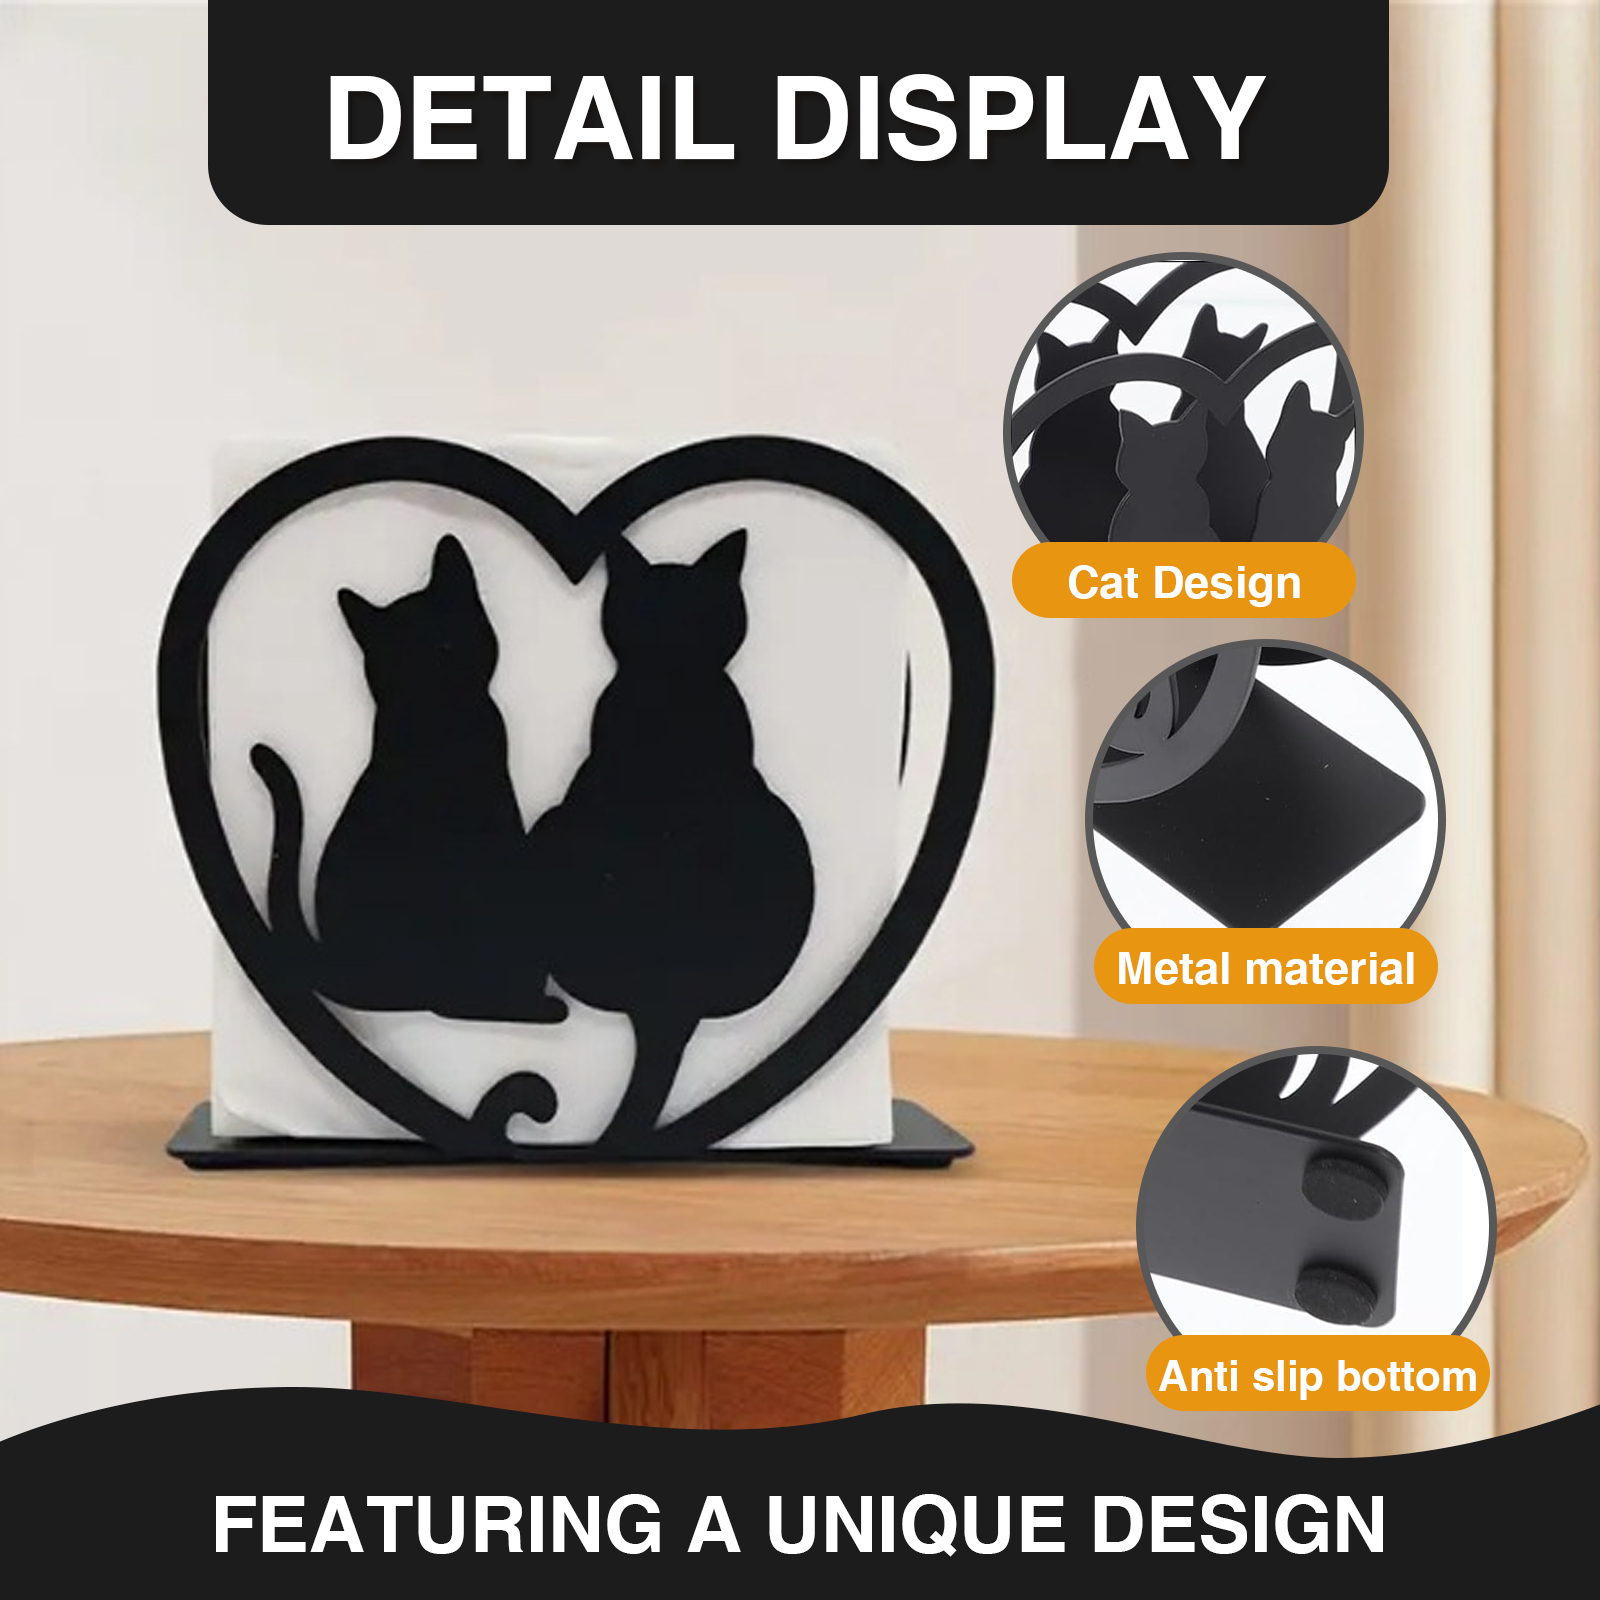 DETAIL DISPLAY
Cat Design
Metal material
Anti slip bottom
FEATURING A UNIQUE DESIGN